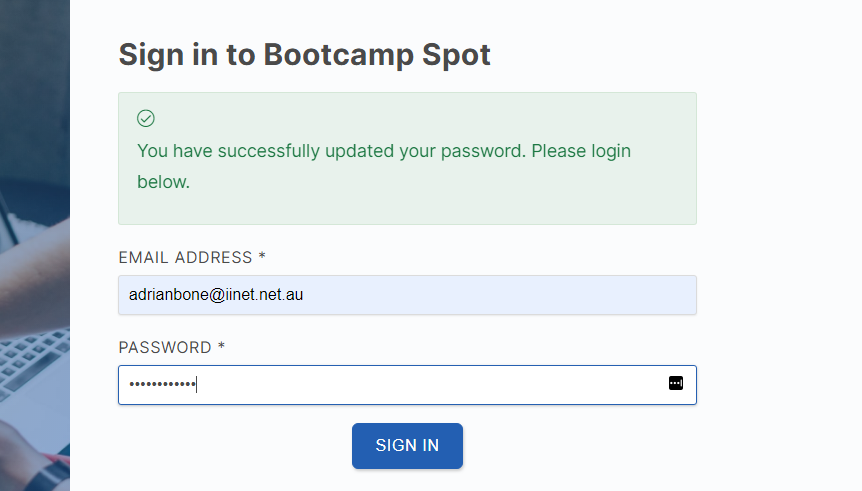 Sign in to Bootcamp Spot
You have successfully updated your password. Please login
below.
EMAIL ADDRESS *
adrianbone@iinet.net.au
PASSWORD *
••••••••••••
SIGN IN